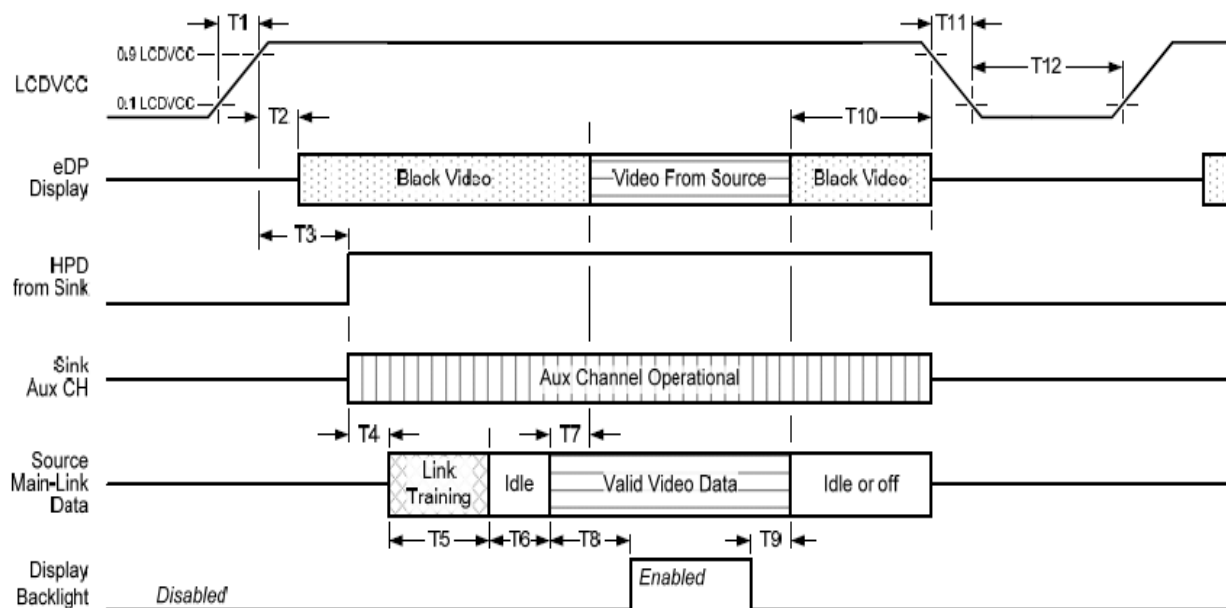 T1
T11
0.9 LCDVCC
LCDVCC
T12
0.1 LCDVCC
T2
T10
eDP
Display
Black Video
Video From Source
Black Video
T3
HPD
from Sink
Sink
Aux CH
Aux Channel Operational
T4
T7
Source
Main-Link
Data
Link
Training
Idle
Valid Video Data
Idle or off
T5
T6
T8
T9
Display
Backlight
Disabled
Enabled